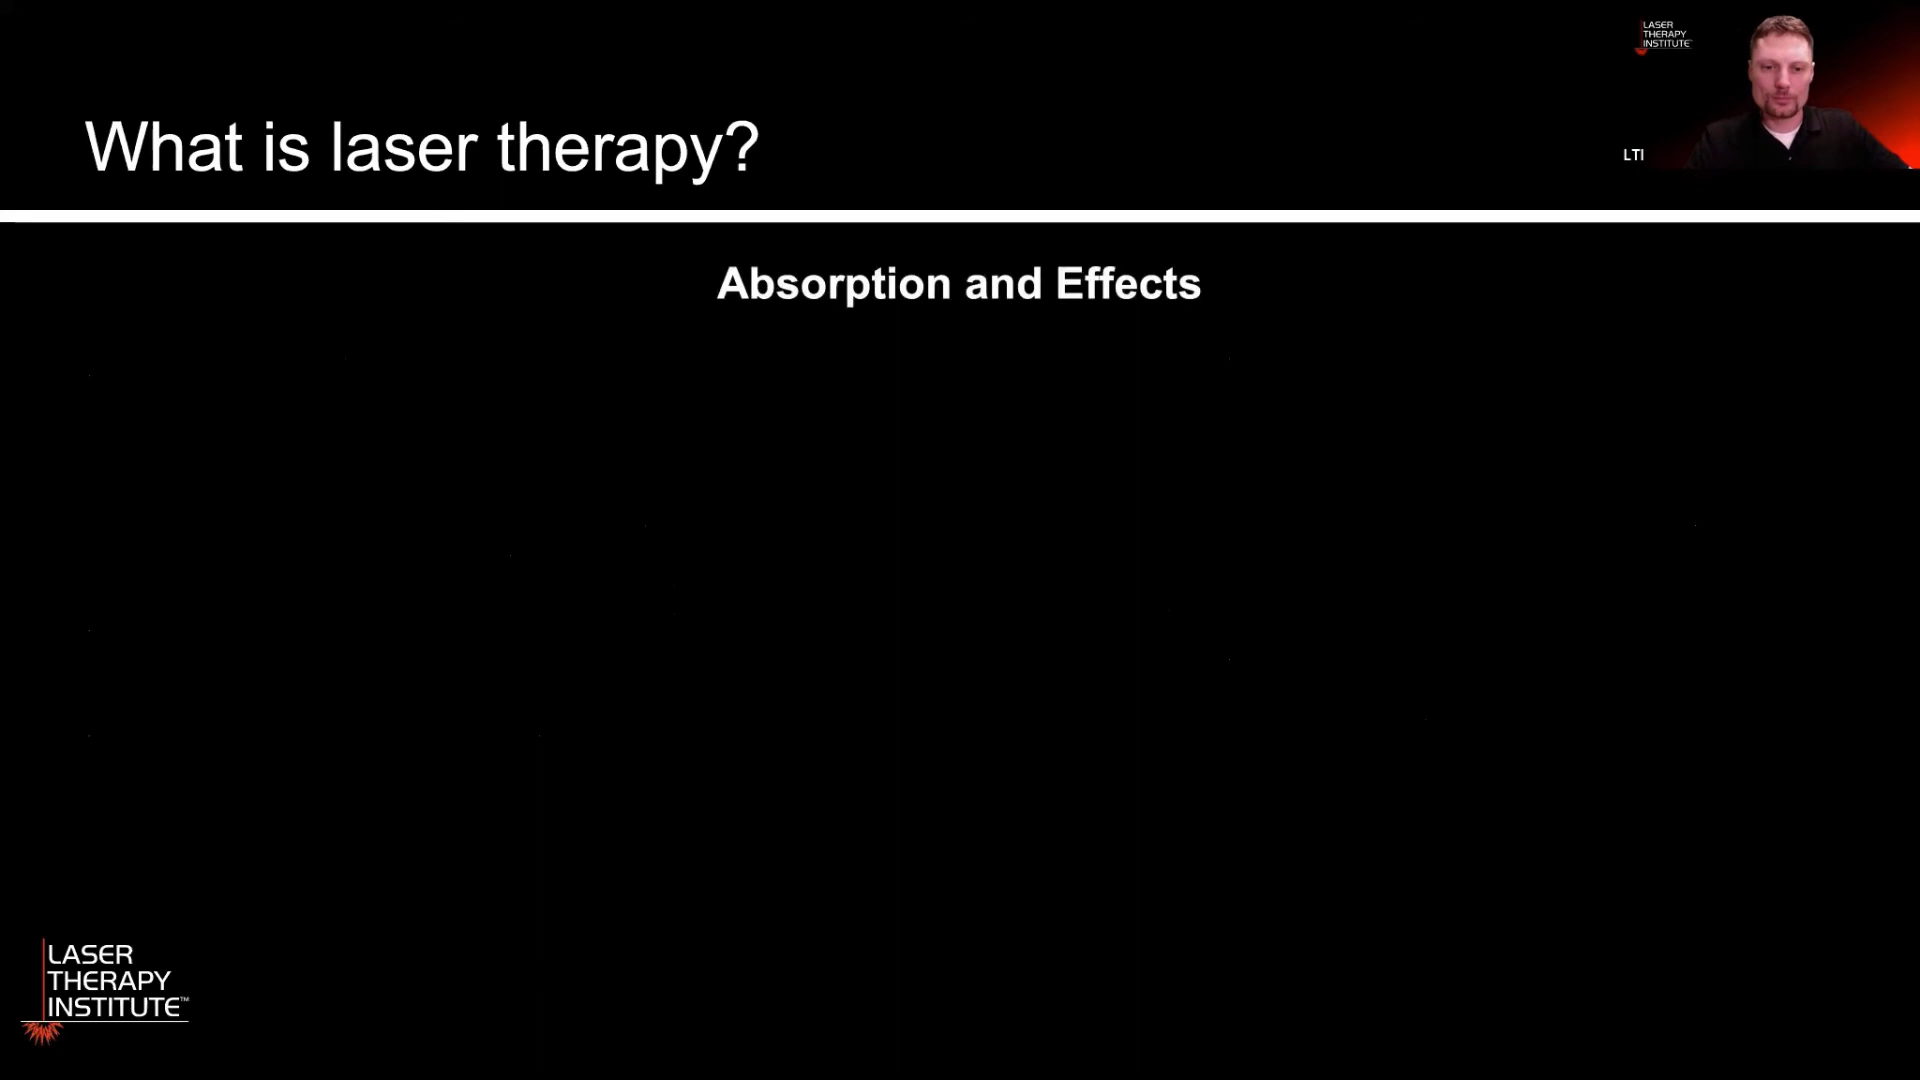 LASER
THERAPY
INSTITUTE
What is laser therapy?
LTI
Absorption and Effects
LASER
THERAPY
INSTITUTE™